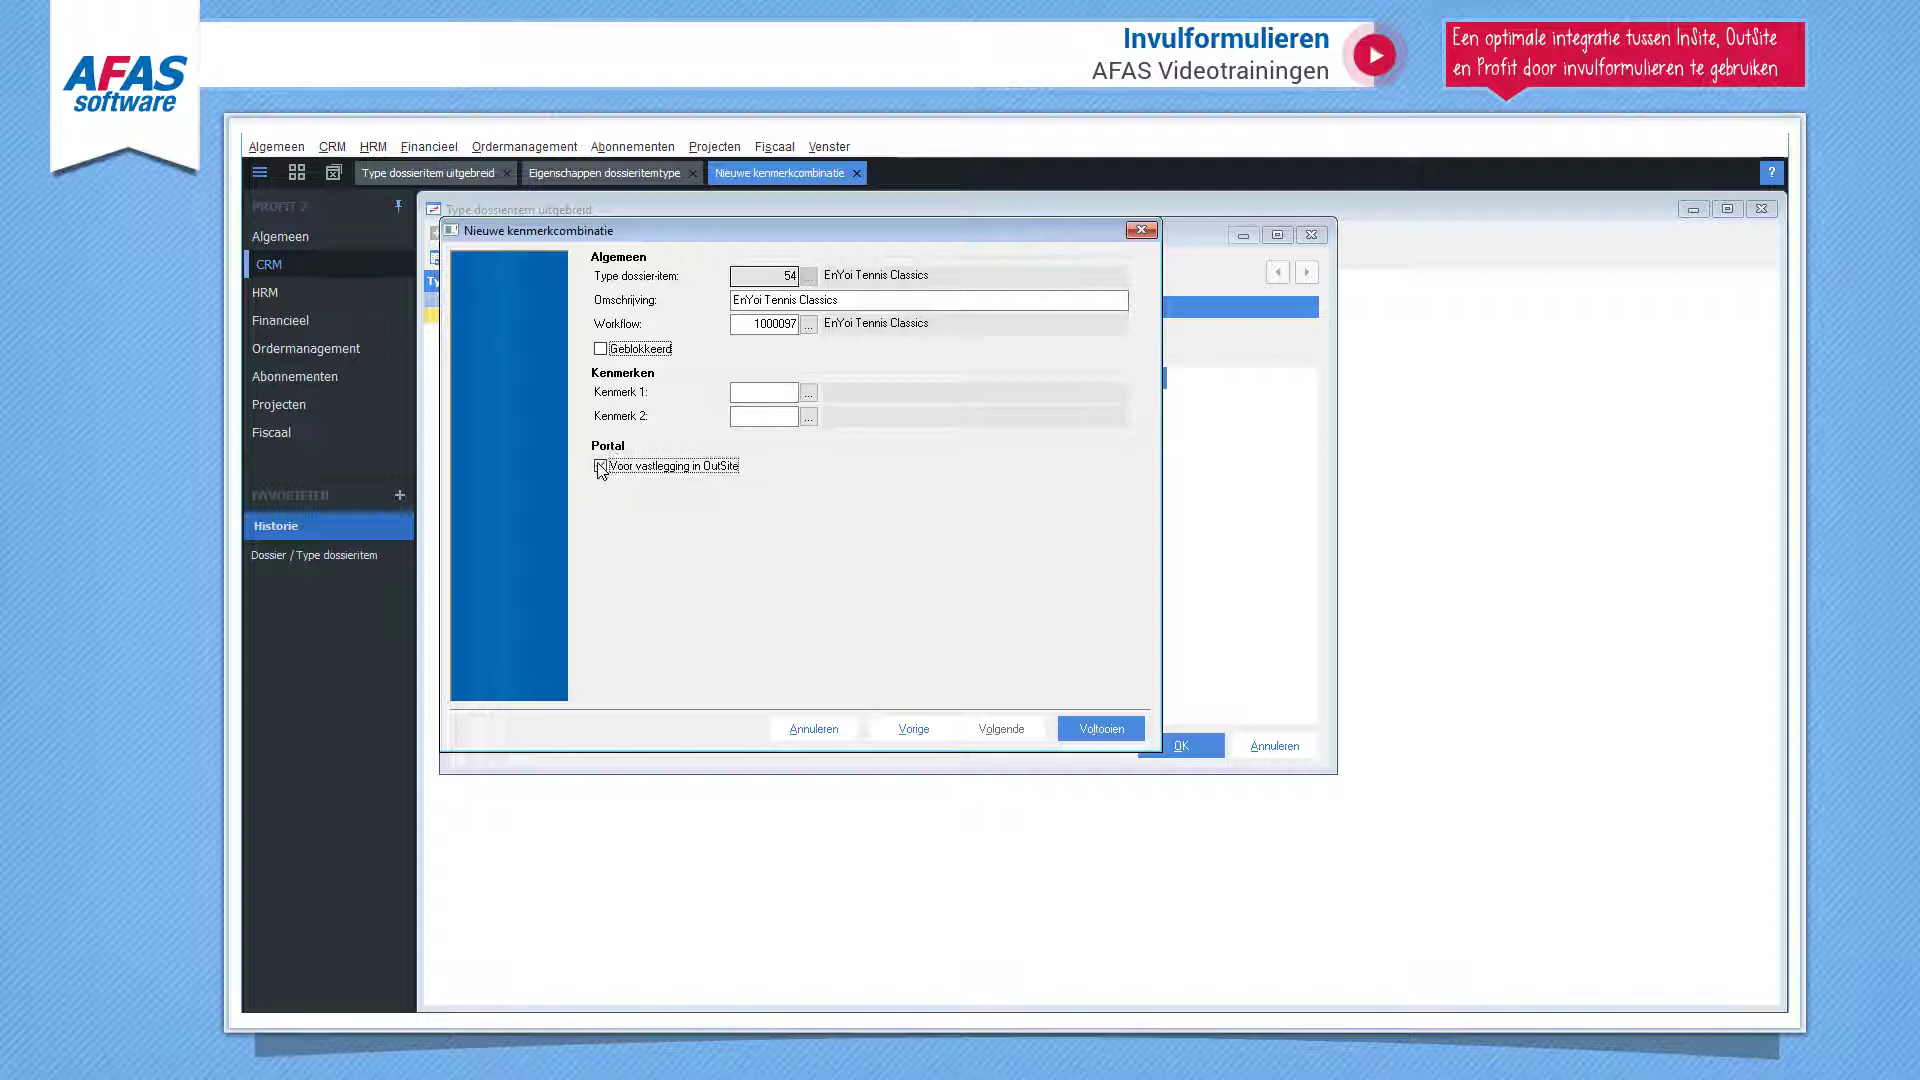 AFAS
software
Invulformulieren
AFAS Videotrainingen
Een optimale integratie tussen InSite, OutSite
en Profit door invulformulieren te gebruiken
Algemeen CRM HRM Financieel Ordermanagement Abonnementen Projecten Fiscaal Venster
Type dossieritem uitgebreid Eigenschappen dossieritemtype Nieuwe kenmerkcombinatie ?
PROFIT 2
Algemeen
CRM
HRM
Financieel
Ordermanagement
Abonnementen
Projecten
Fiscaal
FAVORIETEN +
Historie
Dossier / Type dossieritem
Type dossieritem uitgebreid
Ty
Nieuwe kenmerkcombinatie
Algemeen
Type dossier-item: 54 ... EnYoi Tennis Classics
Omschrijving: EnYoi Tennis Classics
Workflow: 1000097 ... EnYoi Tennis Classics
Geblokkeerd
Kenmerken
Kenmerk 1: ...
Kenmerk 2: ...
Portal
Voor vastlegging in OutSite
Annuleren Vorige Volgende Voltooien
OK Annuleren